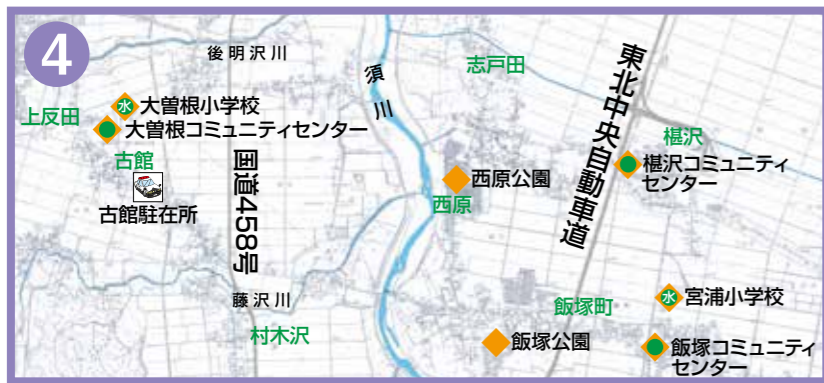 4
後明沢川
須川
志戸田
東北中央自動車道
上反田
水
大曽根小学校
大曽根コミュニティセンター
椹沢
椹沢コミュニティ
センター
古館
古館駐在所
国道458号
西原公園
西原
藤沢川
村木沢
飯塚町
水
宮浦小学校
飯塚公園
飯塚コミュニティ
センター